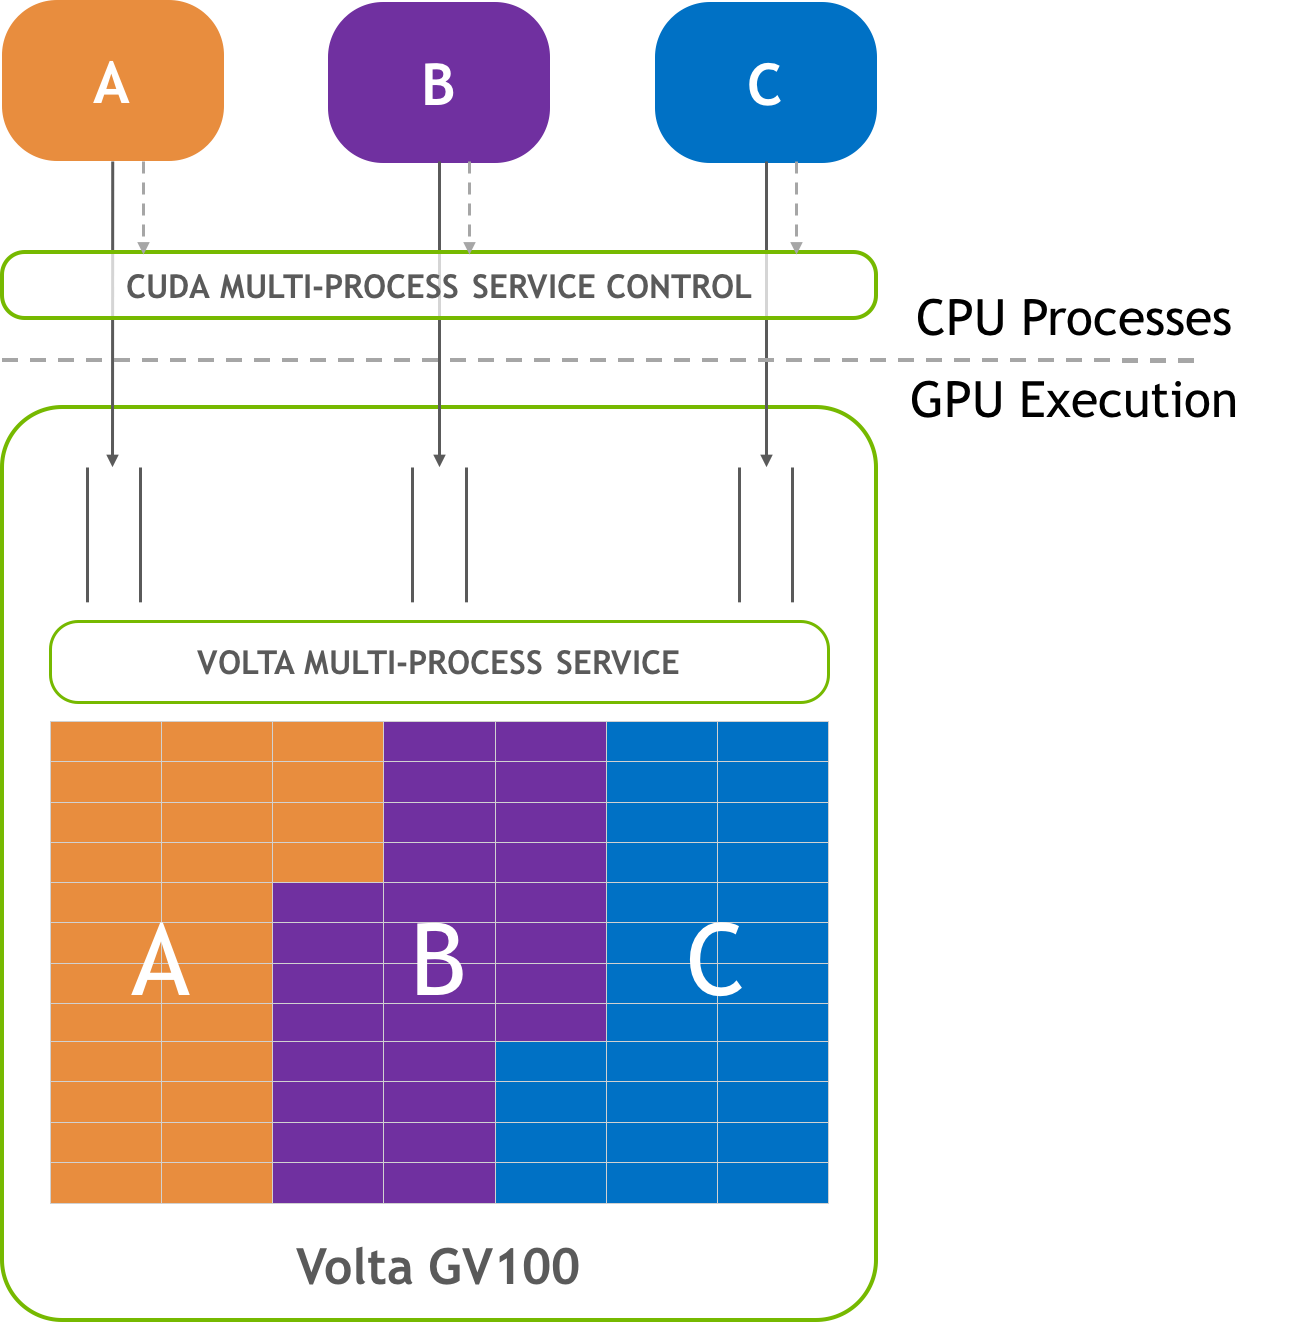 A
B
C
CUDA MULTI-PROCESS SERVICE CONTROL
CPU Processes
GPU Execution
VOLTA MULTI-PROCESS SERVICE
A
B
C
Volta GV100